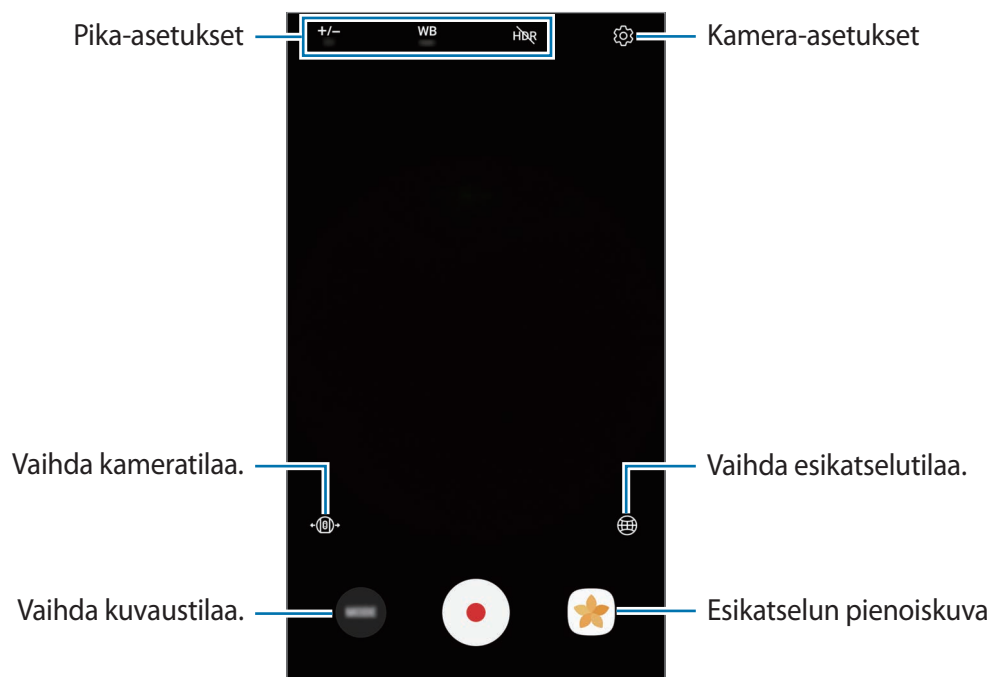 Pika-asetukset
+/-
WB
HDR
Kamera-asetukset
Vaihda kameratilaa.
Vaihda esikatselutilaa.
Vaihda kuvaustilaa.
Esikatselun pienoiskuva